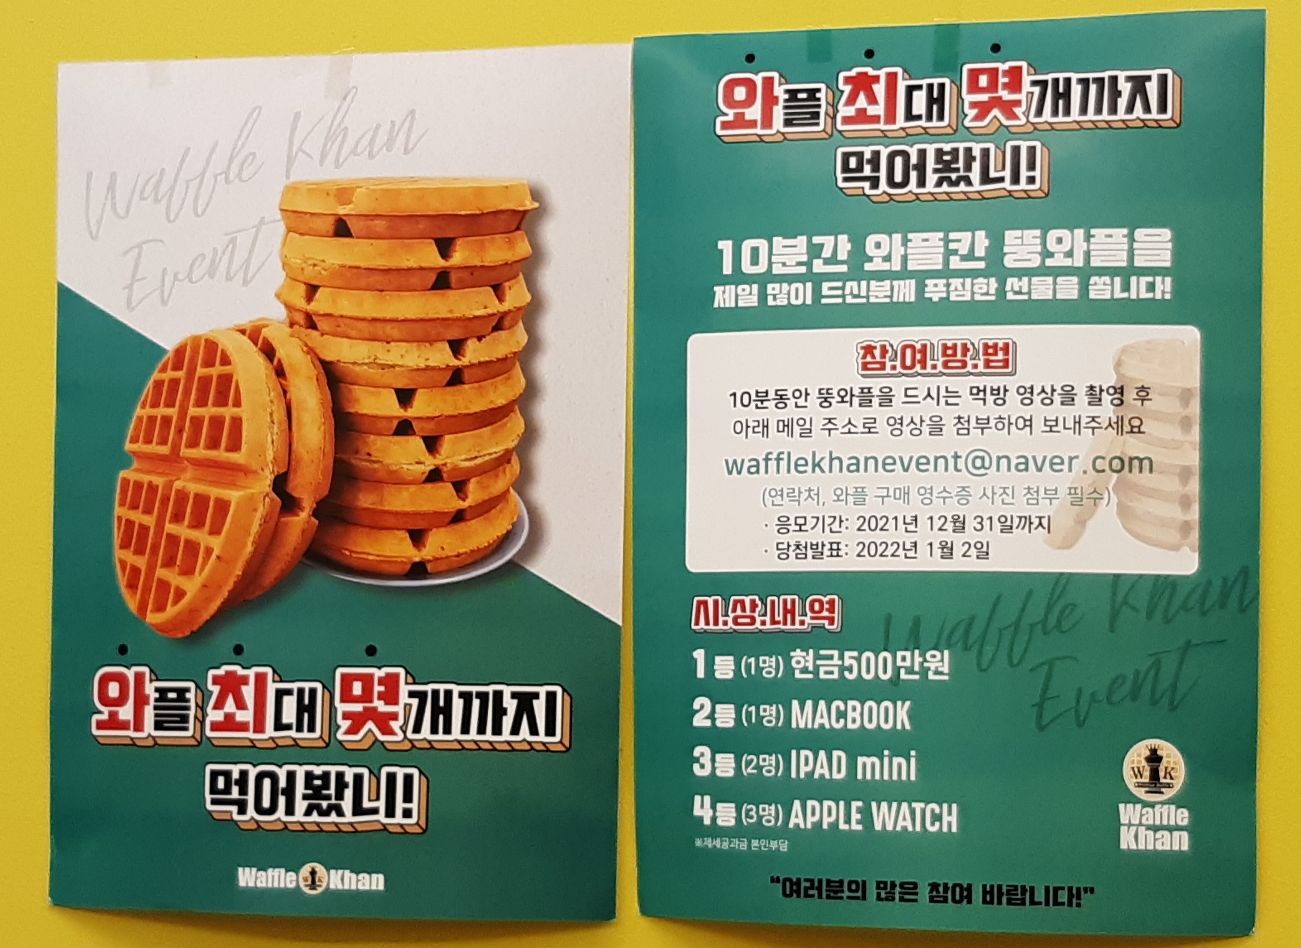 Waffle Khan
Event
와플 최대 몇개까지
먹어봤니!
Waffle WK Khan
와플 최대 몇개까지
먹어봤니!
10분간 와플칸 뚱와플을
제일 많이 드신분께 푸짐한 선물을 쏩니다!
참.여.방.법
10분동안 뚱와플을 드시는 먹방 영상을 촬영 후
아래 메일 주소로 영상을 첨부하여 보내주세요
wafflekhanevent@naver.com
(연락처, 와플 구매 영수증 사진 첨부 필수)
· 응모기간: 2021년 12월 31일까지
· 당첨발표: 2022년 1월 2일
Waffle Khan
Event
시.상.내.역
1등 (1명) 현금500만원
2등 (1명) MACBOOK
3등 (2명) IPAD mini
4등 (3명) APPLE WATCH
※제세공과금 본인부담
W K
Waffle
Khan
“여러분의 많은 참여 바랍니다!”